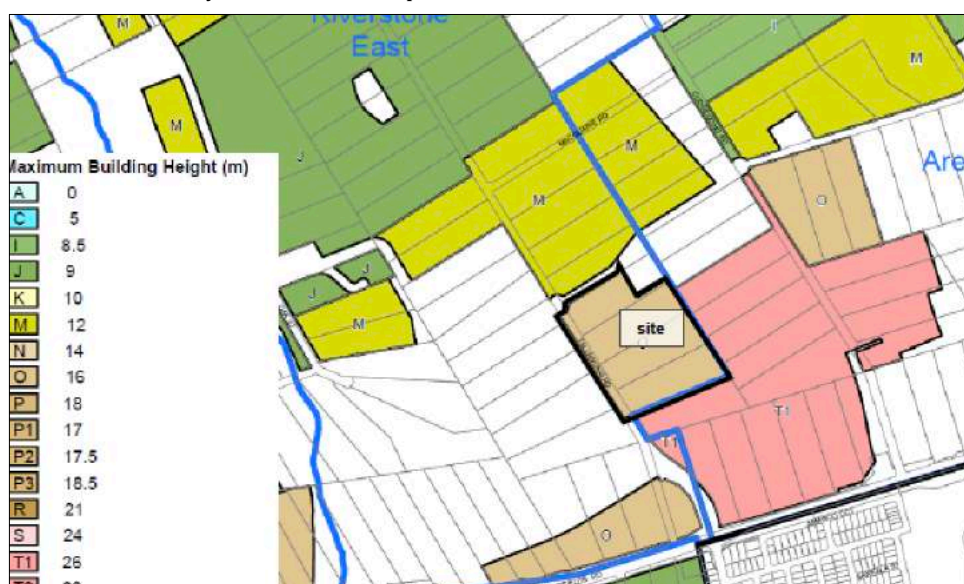 Riverstone
East
M
M
I
M
J
M
M
Are
O
J
J
M
site
O
T1
T1
O
Maximum Building Height (m)
A 0
C 5
I 8.5
J 9
K 10
M 12
N 14
O 16
P 18
P1 17
P2 17.5
P3 18.5
R 21
S 24
T1 26